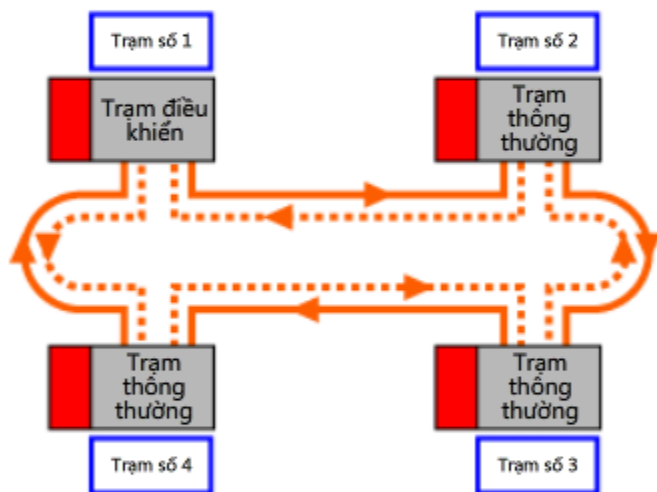 Trạm số 1
Trạm số 2
Trạm điều
khiển
Trạm
thông
thường
Trạm
thông
thường
Trạm
thông
thường
Trạm số 4
Trạm số 3